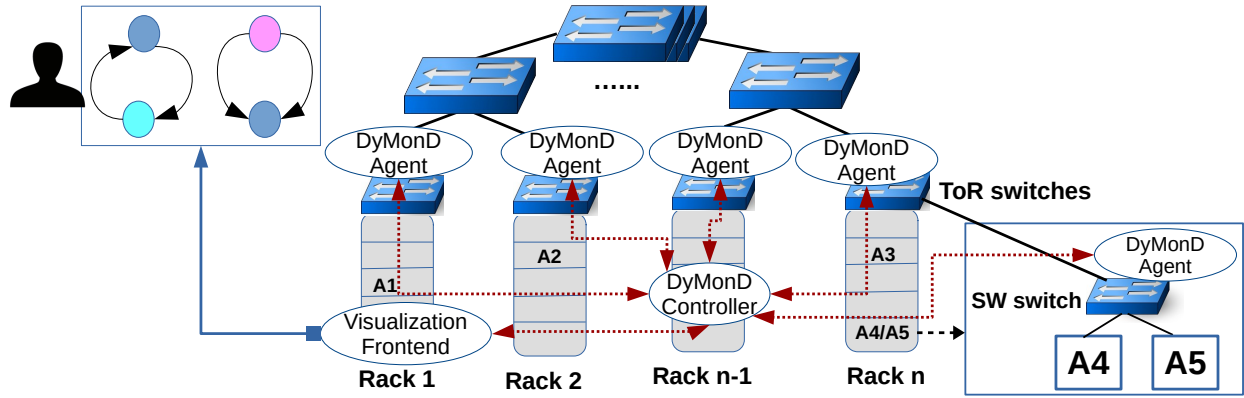 ......
DyMonD
Agent
DyMonD
Agent
DyMonD
Agent
DyMonD
Agent
ToR switches
A1
A2
A3
A4/A5
DyMonD
Controller
Visualization
Frontend
DyMonD
Agent
SW switch
A4
A5
Rack 1
Rack 2
Rack n-1
Rack n